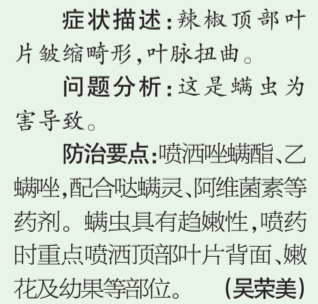 症状描述:辣椒顶部叶
片皱缩畸形,叶脉扭曲。
问题分析:这是螨虫为
害导致。
防治要点:喷洒唑螨酯、乙
螨唑,配合哒螨灵、阿维菌素等
药剂。螨虫具有趋嫩性,喷药
时重点喷洒顶部叶片背面、嫩
花及幼果等部位。 (吴荣美)